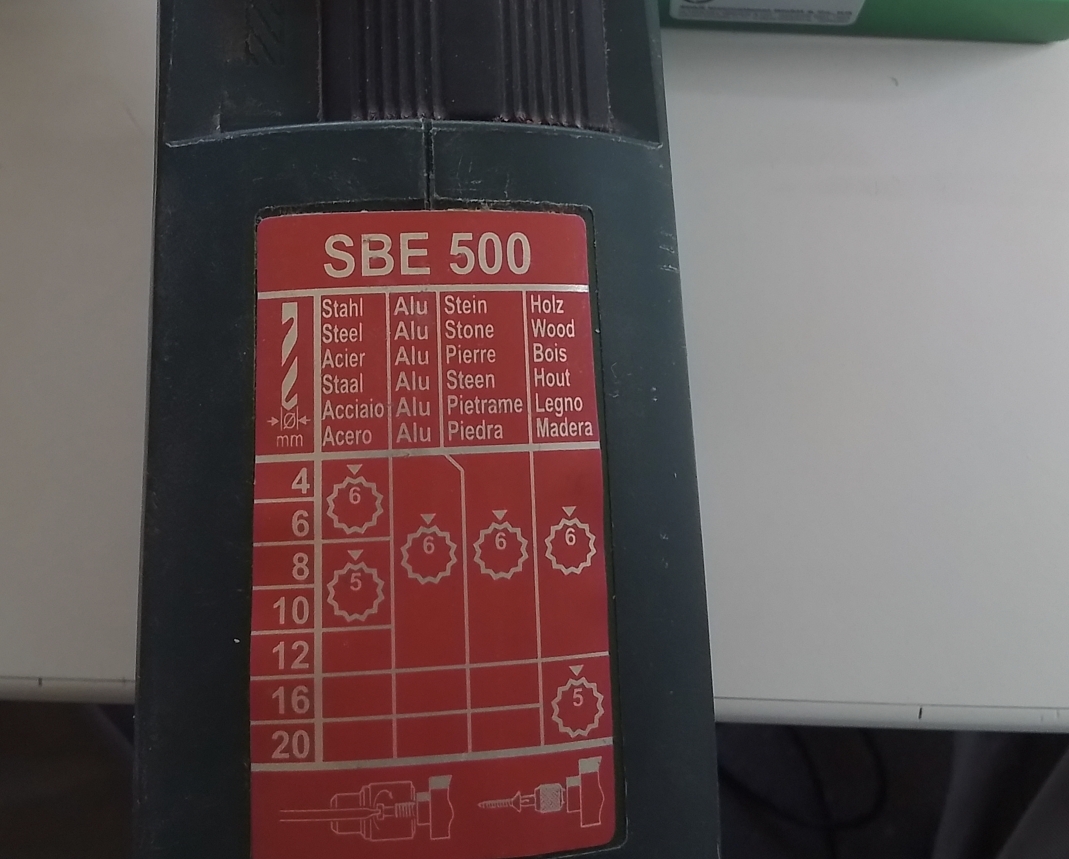 SBE 500
Stahl Alu Stein Holz
Steel Alu Stone Wood
Acier Alu Pierre Bois
Staal Alu Steen Hout
Acciaio Alu Pietrame Legno
Ø
mm
Acero Alu Piedra Madera
4
6
6
6 6 6
8
5
10
12
16
5
20